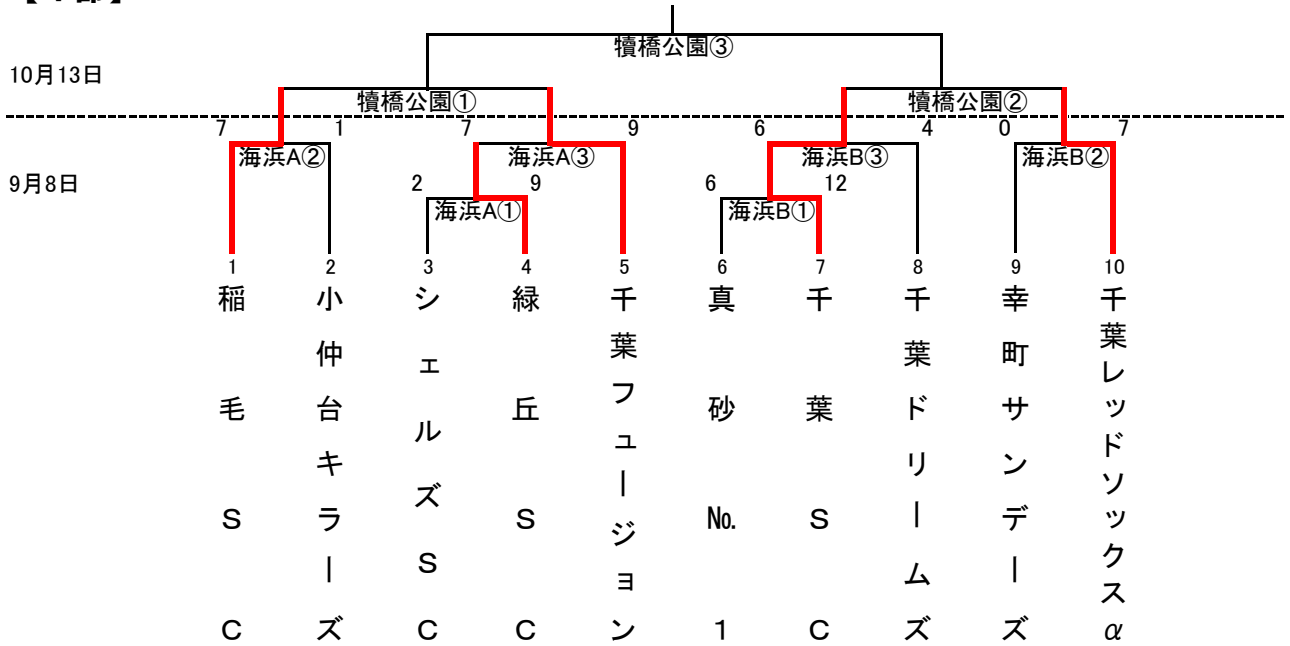 犢橋公園③
10月13日
犢橋公園① 犢橋公園②
7 1 7 9 6 4 0 7
海浜A② 海浜A③ 海浜B③ 海浜B②
9月8日 2 9 6 12
海浜A① 海浜B①
1 2 3 4 5 6 7 8 9 10
稲毛SC
小仲台キラーズ
シェルズSC
緑丘SC
千葉フュージョン
真砂№1
千葉SC
千葉ドリームズ
幸町サンデーズ
千葉レッドソックスα